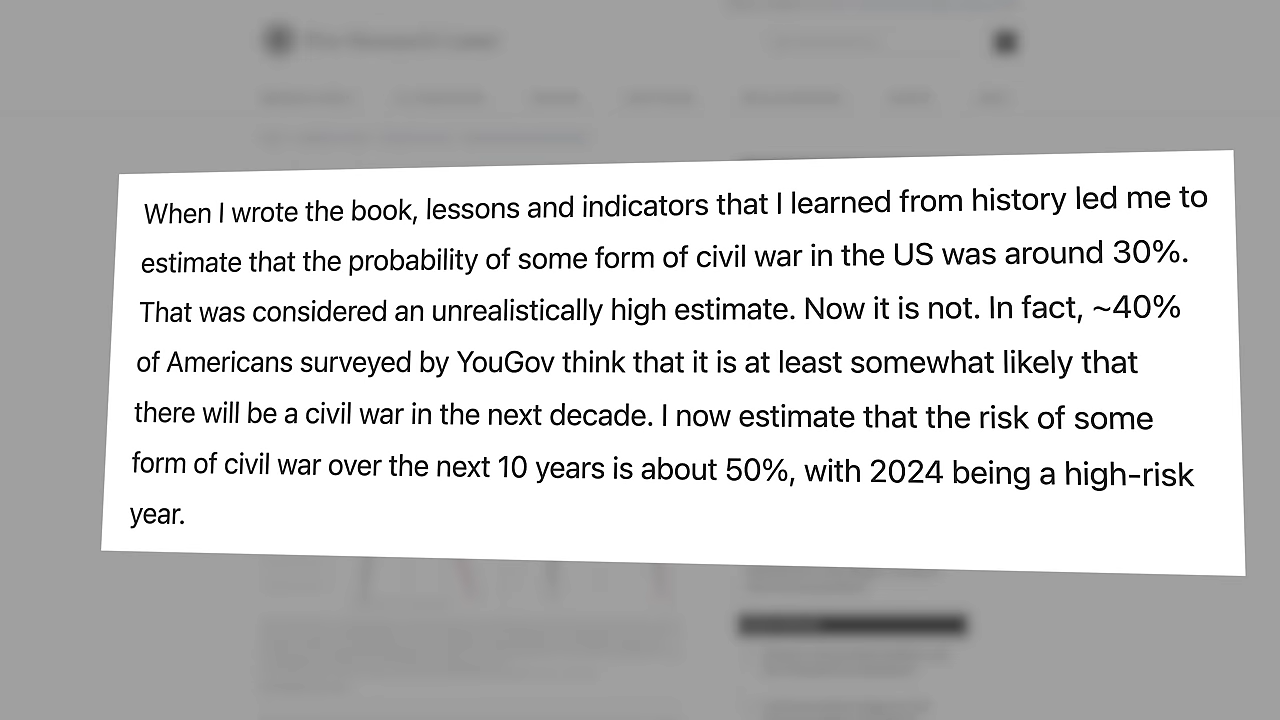 When I wrote the book, lessons and indicators that I learned from history led me to
estimate that the probability of some form of civil war in the US was around 30%.
That was considered an unrealistically high estimate. Now it is not. In fact, ~40%
of Americans surveyed by YouGov think that it is at least somewhat likely that
there will be a civil war in the next decade. I now estimate that the risk of some
form of civil war over the next 10 years is about 50%, with 2024 being a high-risk
year.